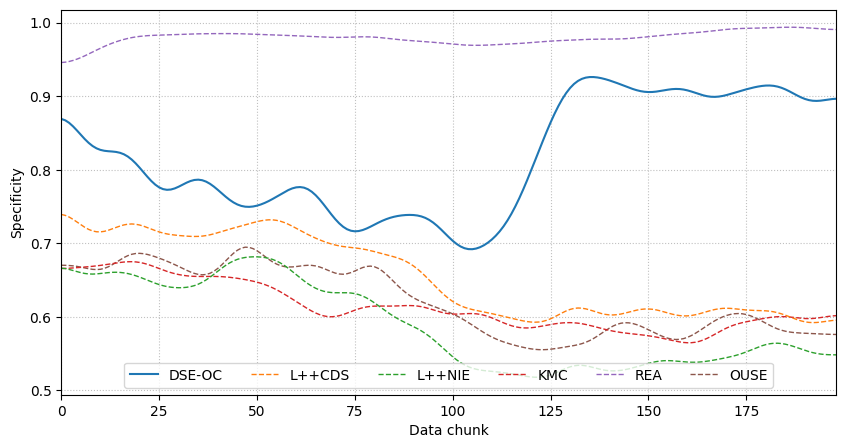 1.0
0.9
0.8
0.7
0.6
0.5
Specificity
DSE-OC L++CDS L++NIE KMC REA OUSE
0 25 50 75 100 125 150 175
Data chunk